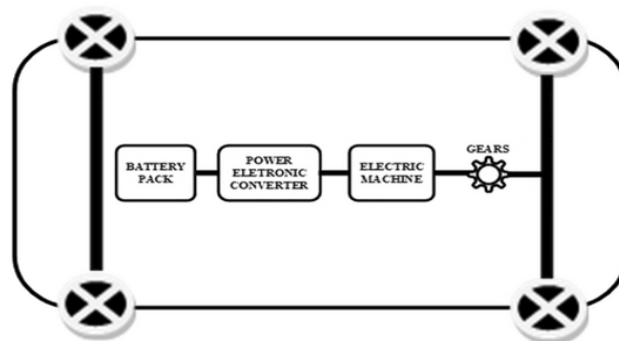 BATTERY
PACK
POWER
ELETRONIC
CONVERTER
ELECTRIC
MACHINE
GEARS